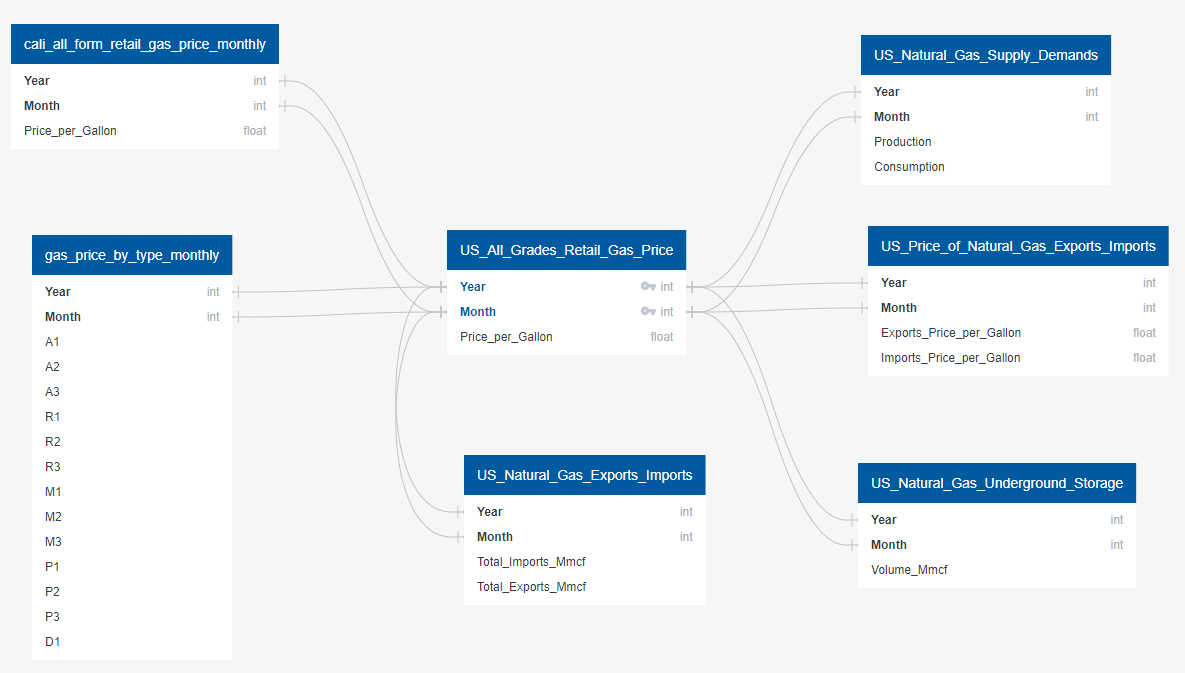 cali_all_form_retail_gas_price_monthly
Year int
Month int
Price_per_Gallon float
gas_price_by_type_monthly
Year int
Month int
A1
A2
A3
R1
R2
R3
M1
M2
M3
P1
P2
P3
D1
US_All_Grades_Retail_Gas_Price
Year int
Month int
Price_per_Gallon float
US_Natural_Gas_Exports_Imports
Year int
Month int
Total_Imports_Mmcf
Total_Exports_Mmcf
US_Natural_Gas_Supply_Demands
Year int
Month int
Production
Consumption
US_Price_of_Natural_Gas_Exports_Imports
Year int
Month int
Exports_Price_per_Gallon float
Imports_Price_per_Gallon float
US_Natural_Gas_Underground_Storage
Year int
Month int
Volume_Mmcf